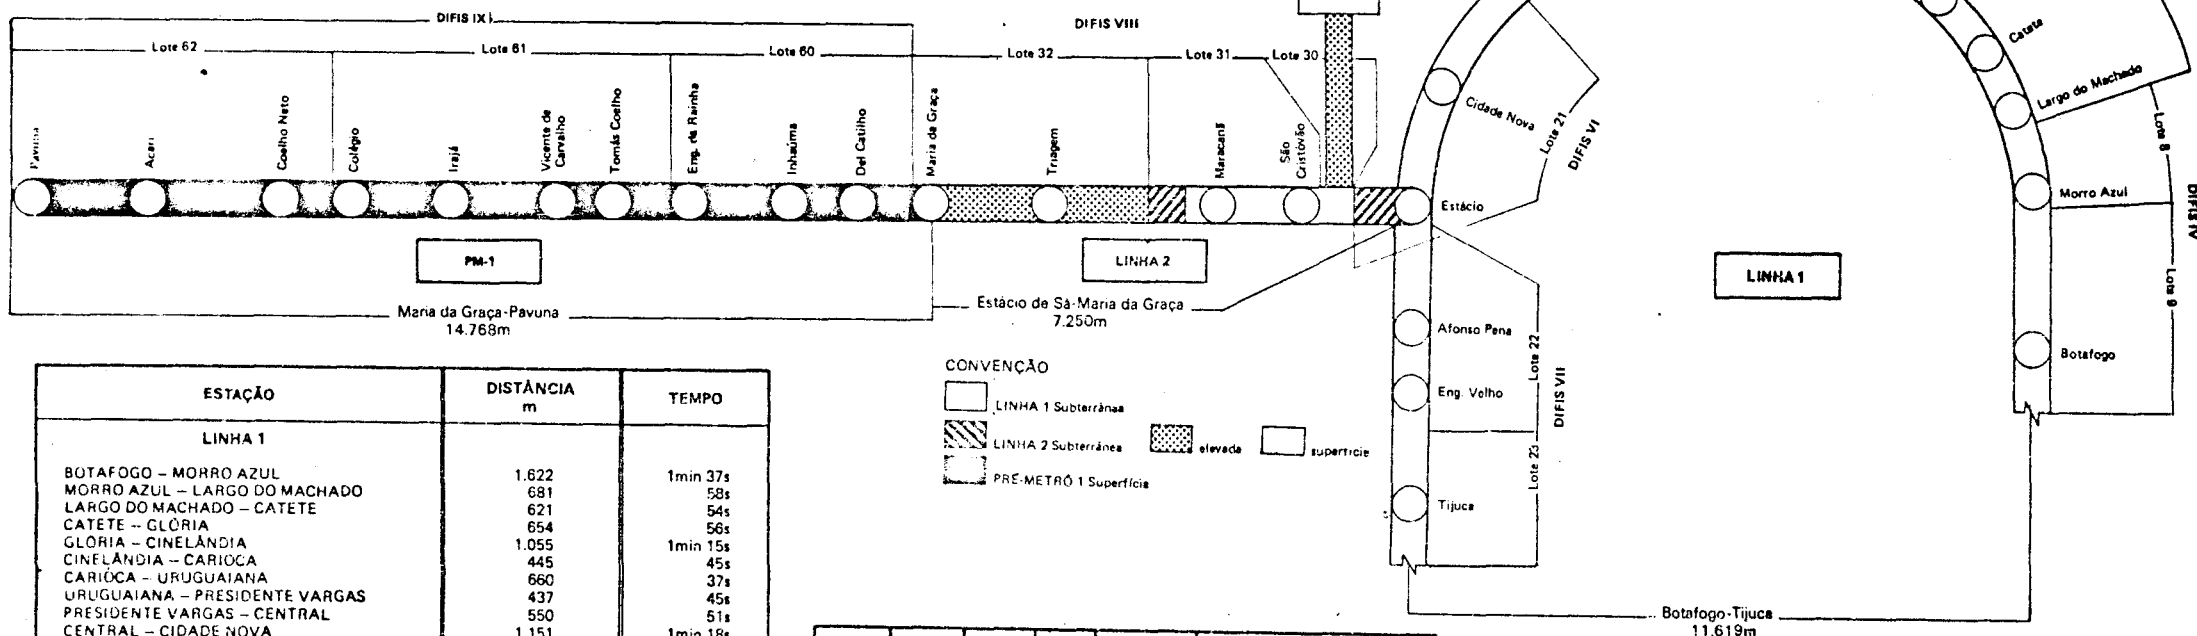 DIFIS IX
DIFIS VIII
Lote 62
Lote 61
Lote 60
Lote 32
Lote 31
Lote 30
Pavuna
Acari
Coelho Neto
Colégio
Irajá
Vicente de
Carvalho
Tomás Coelho
Eng. da Rainha
Inhaúma
Del Catilho
Maria da Graça
Triagem
Maracanã
São
Cristóvão
Estácio
Cidade Nova
Lote 21
DIFIS VI
Catete
Largo do Machado
Lote 8
Morro Azul
DIFIS IV
Lote 9
Botafogo
PM-1
LINHA 2
LINHA 1
Maria da Graça-Pavuna
14.768m
Estácio de Sá-Maria da Graça
7.250m
Afonso Pena
Eng. Velho
Tijuca
Lote 22
DIFIS VII
Lote 23
Botafogo-Tijuca
11.619m
CONVENÇÃO
LINHA 1 Subterrânea
LINHA 2 Subterrânea elevada superfície
PRÉ-METRÔ 1 Superfície
ESTAÇÃO DISTÂNCIA m TEMPO
LINHA 1
BOTAFOGO – MORRO AZUL 1.622 1min 37s
MORRO AZUL – LARGO DO MACHADO 681 58s
LARGO DO MACHADO – CATETE 621 54s
CATETE – GLÓRIA 654 56s
GLÓRIA – CINELÂNDIA 1.055 1min 15s
CINELÂNDIA – CARIOCA 445 45s
CARIÓCA – URUGUAIANA 660 37s
URUGUAIANA – PRESIDENTE VARGAS 437 45s
PRESIDENTE VARGAS – CENTRAL 550 51s
CENTRAL – CIDADE NOVA 1.151 1min 18s